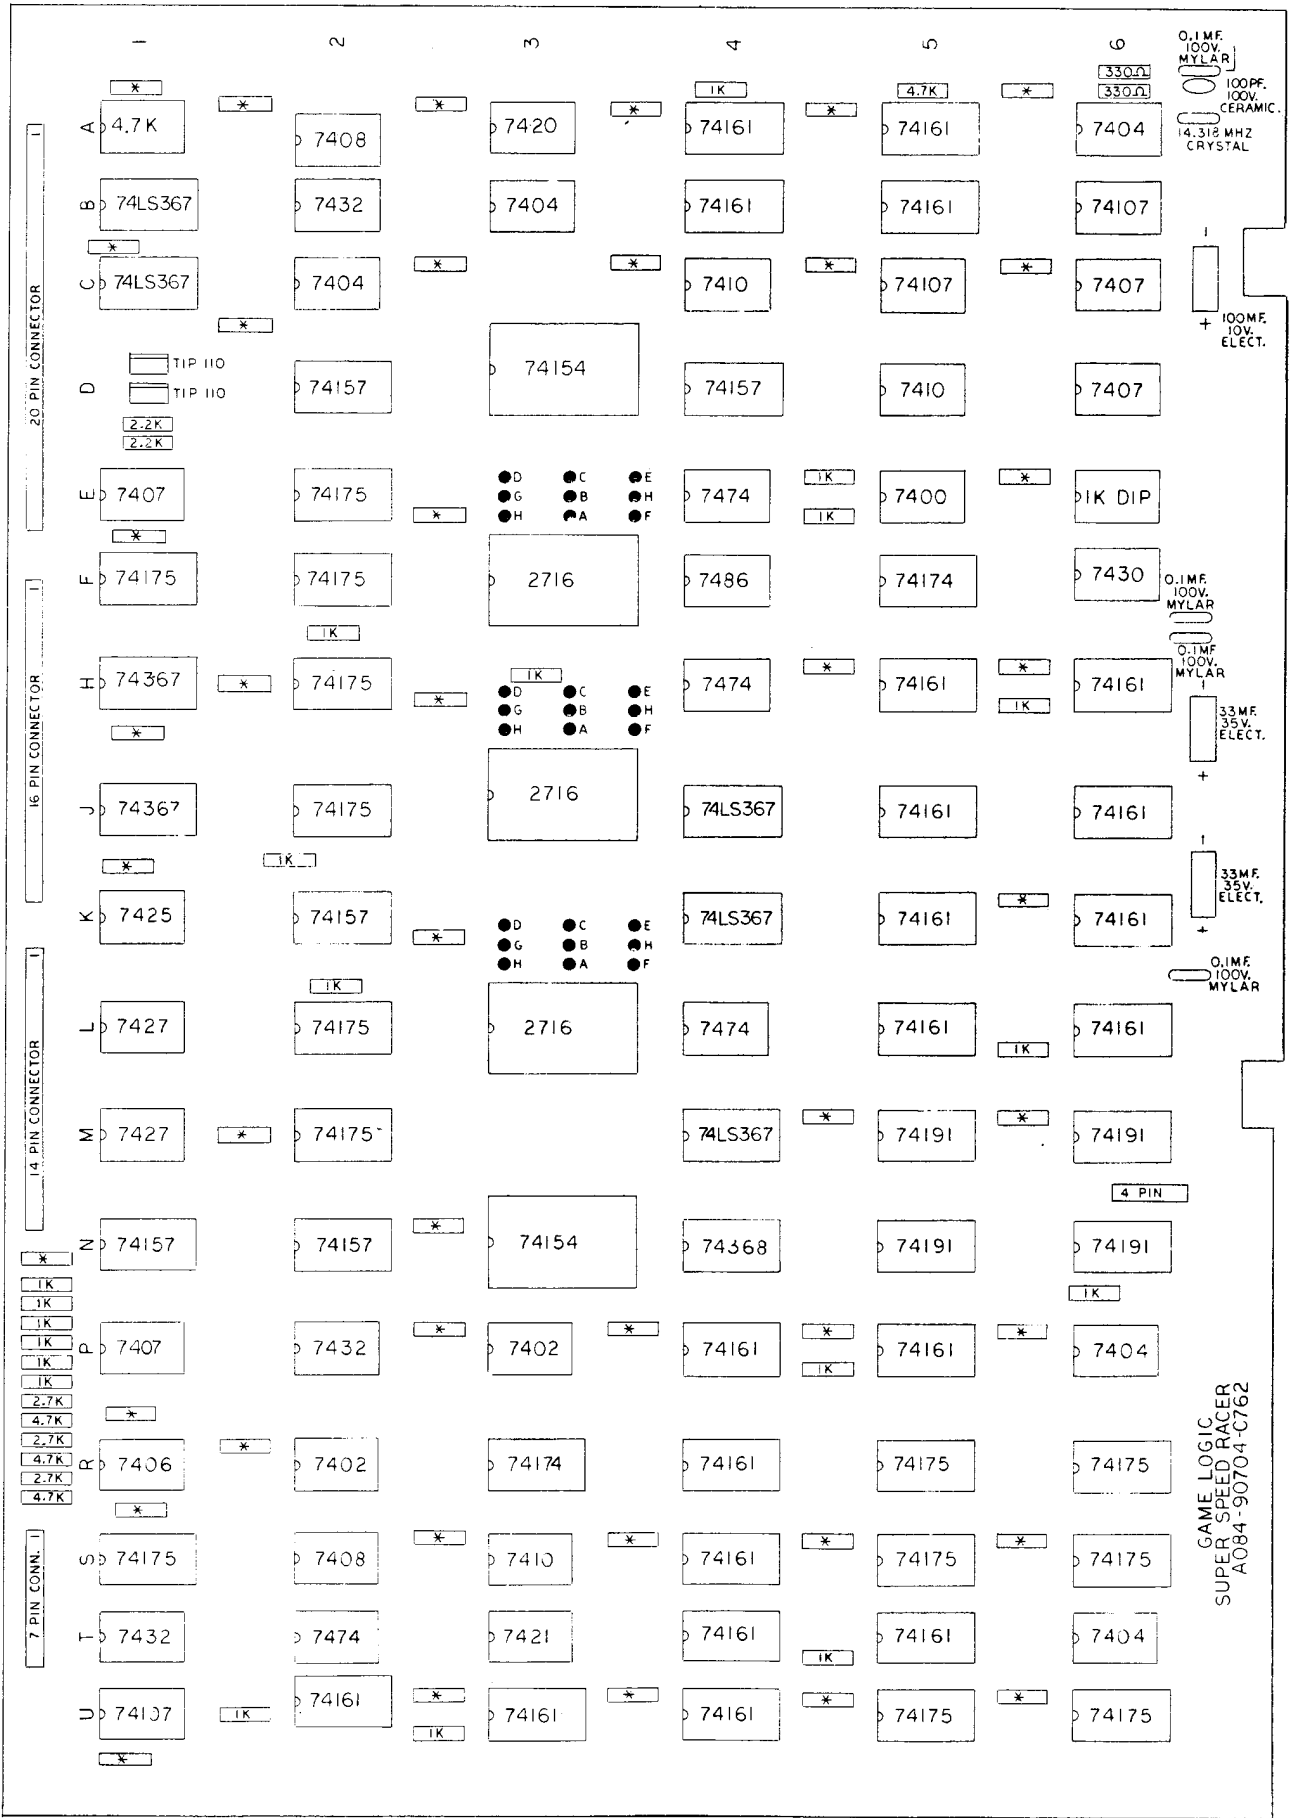 1 2 3 4 5 6
0.1MF.
100V.
MYLAR
330Ω
330Ω
100PF.
100V.
CERAMIC.
14.318 MHZ
CRYSTAL
* * * * 1K * 4.7K *
A 4.7K 7408 7420 74161 74161 7404
B 74LS367 7432 7404 74161 74161 74107
* * * * *
C 74LS367 7404 7410 74107 7407
*
- +
100MF.
10V.
ELECT.
20 PIN CONNECTOR 1
TIP 110
TIP 110
D 74157 74154 74157 7410 7407
2.2K
2.2K
E 7407 74175 7474 7400 1K DIP
D C E
G B H
H A F
1K *
* 1K
*
F 74175 74175 2716 7486 74174 7430
0.1MF.
100V.
MYLAR
0.1MF
100V.
MYLAR
1K
1K
H 74367 * 74175 * 7474 * 74161 * 74161
D C E
G B H
H A F
1K
*
- +
33MF.
35V.
ELECT.
16 PIN CONNECTOR 1
J 74367 74175 2716 74LS367 74161 74161
* 1K
- +
33MF.
35V.
ELECT.
K 7425 74157 * 74LS367 74161 * 74161
D C E
G B H
H A F
0.1MF.
100V.
MYLAR
1K
L 7427 74175 2716 7474 74161 1K 74161
14 PIN CONNECTOR 1
M 7427 * 74175 74LS367 * 74191 * 74191
4 PIN
N 74157 74157 * 74154 74368 74191 74191
*
1K
1K
1K
1K
1K
1K
2.7K
4.7K
2.7K
4.7K
2.7K
4.7K
1K
P 7407 7432 * 7402 * 74161 * 74161 * 7404
1K
*
R 7406 * 7402 74174 74161 74175 74175
*
7 PIN CONN. 1
S 74175 7408 * 7410 * 74161 * 74175 * 74175
T 7432 7474 7421 74161 74161 7404
1K
U 74107 1K 74161 * 74161 * 74161 * 74175 * 74175
1K
*
GAME LOGIC
SUPER SPEED RACER
A084-90704-C762